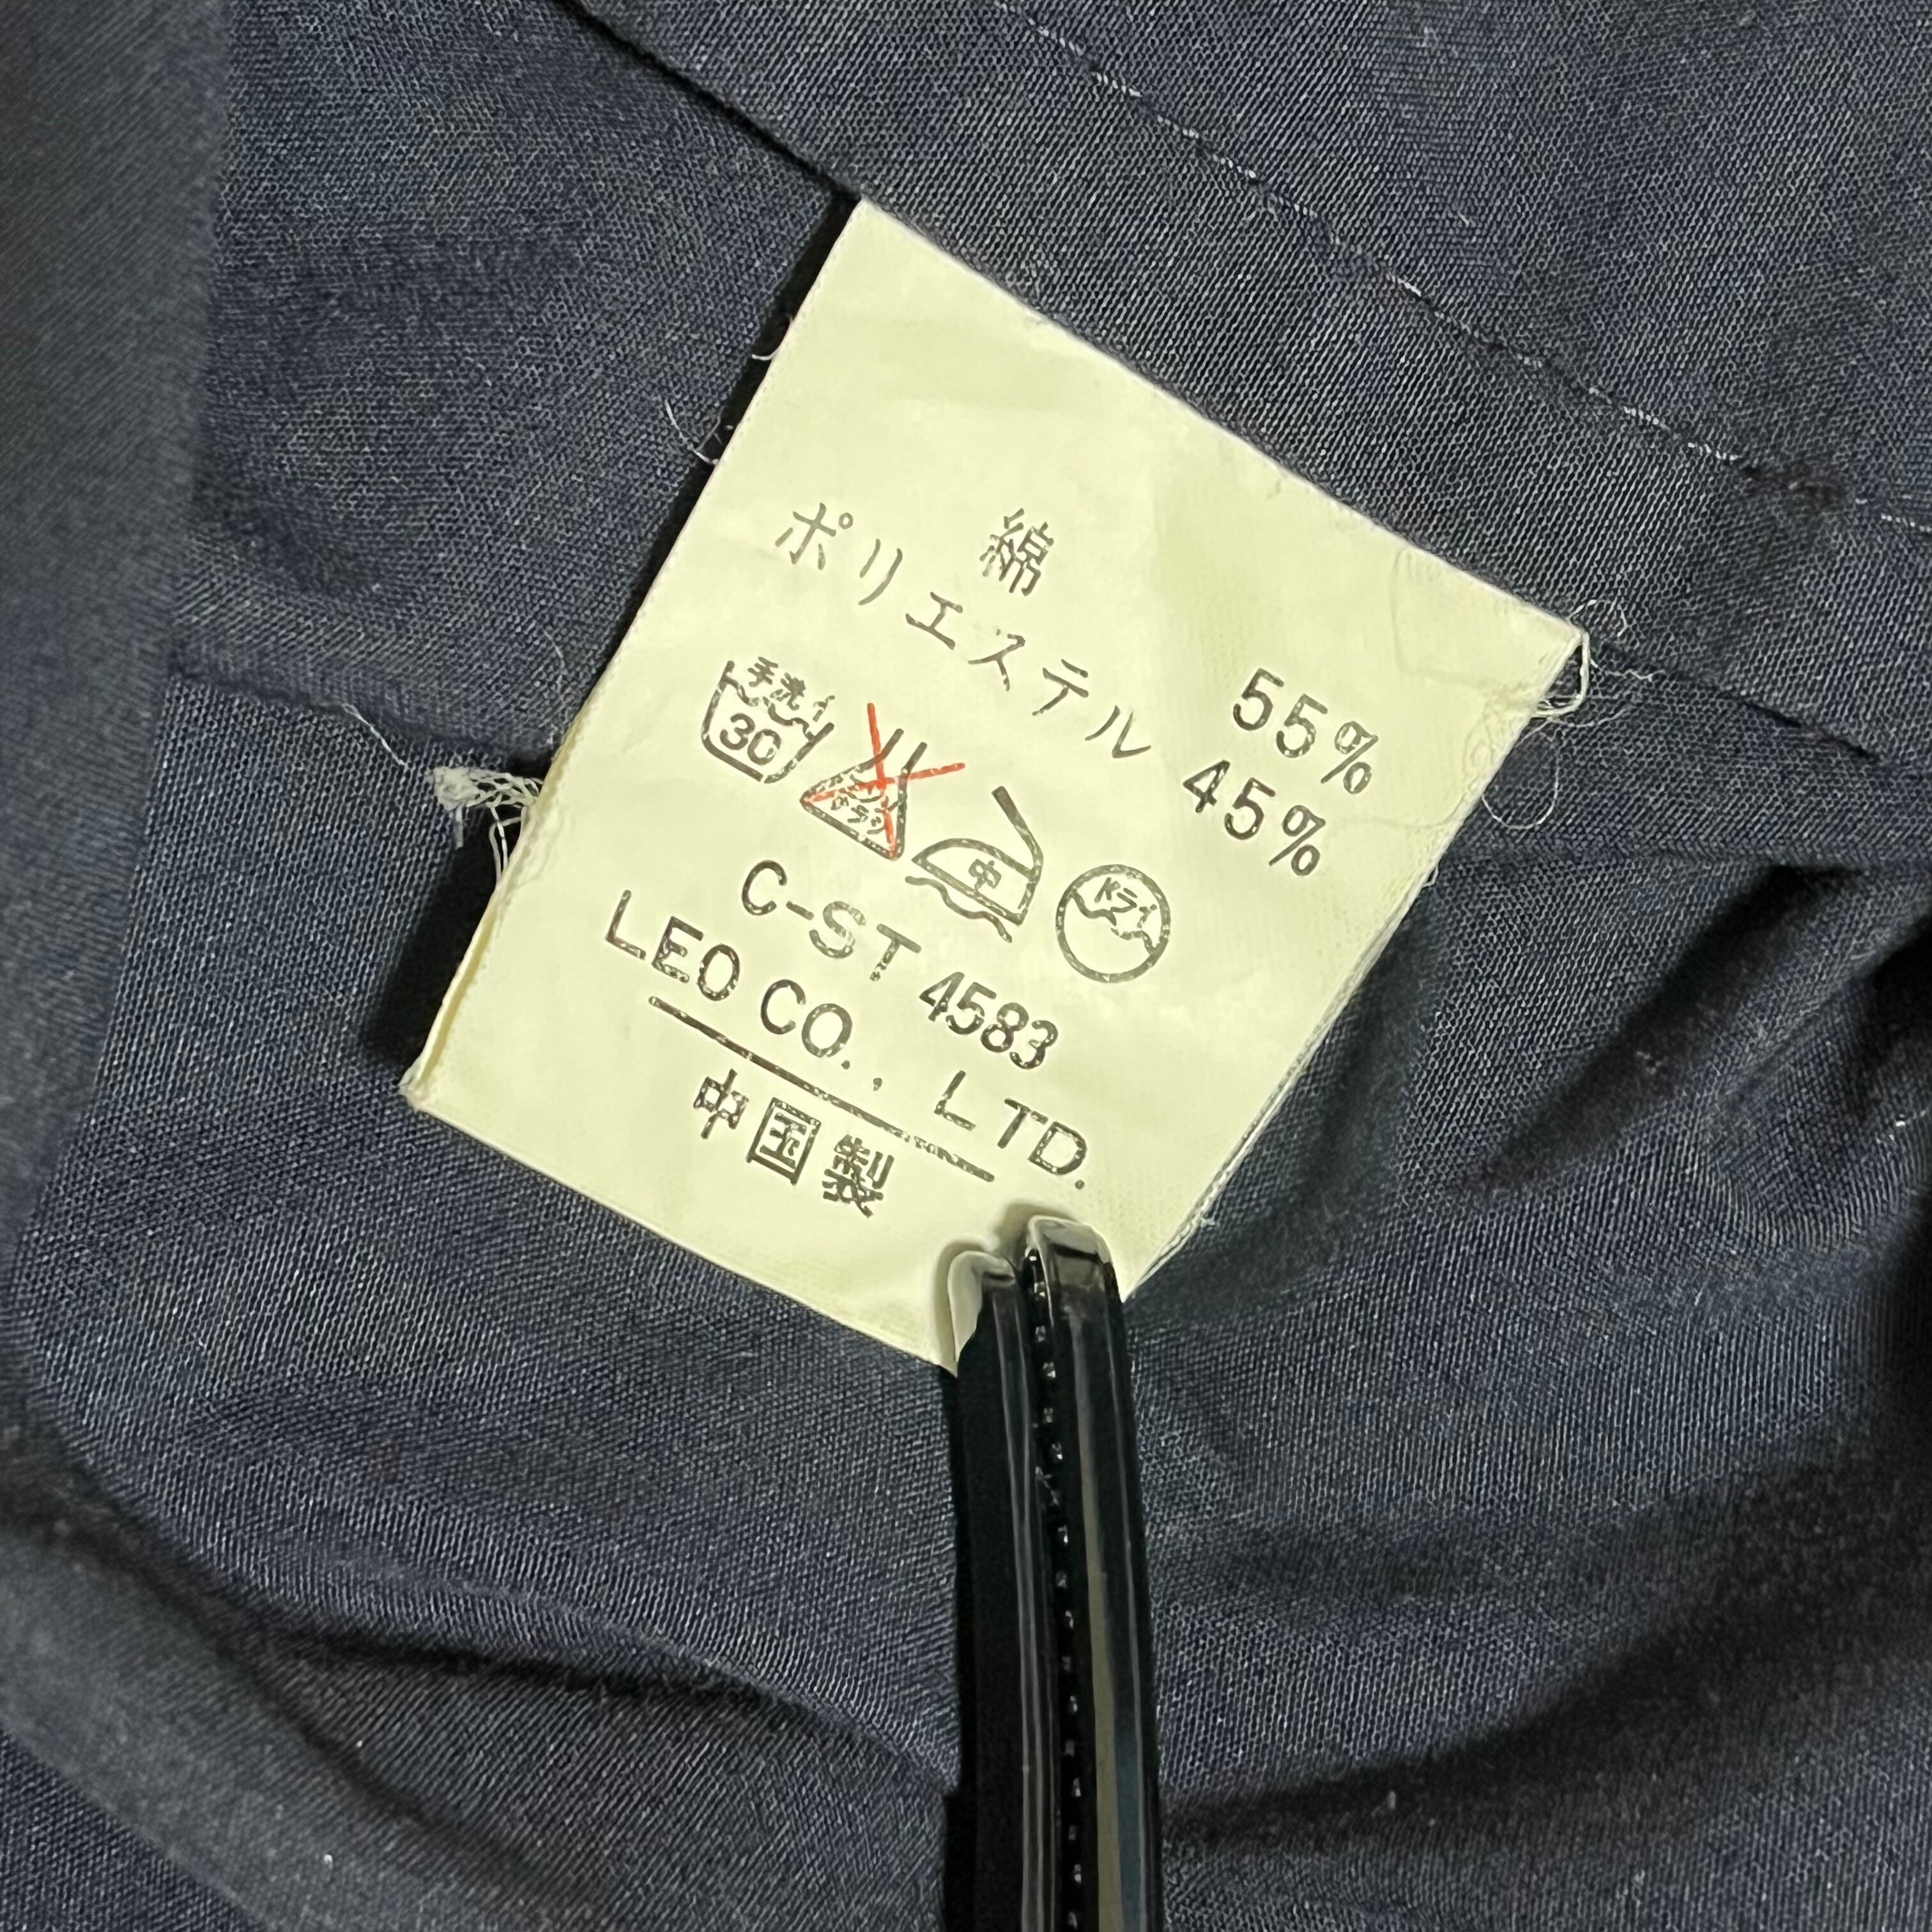 綿 55%
ポリエステル 45%
手洗イ 30 中 ドライ
C-ST 4583
LEO CO., LTD.
中国製